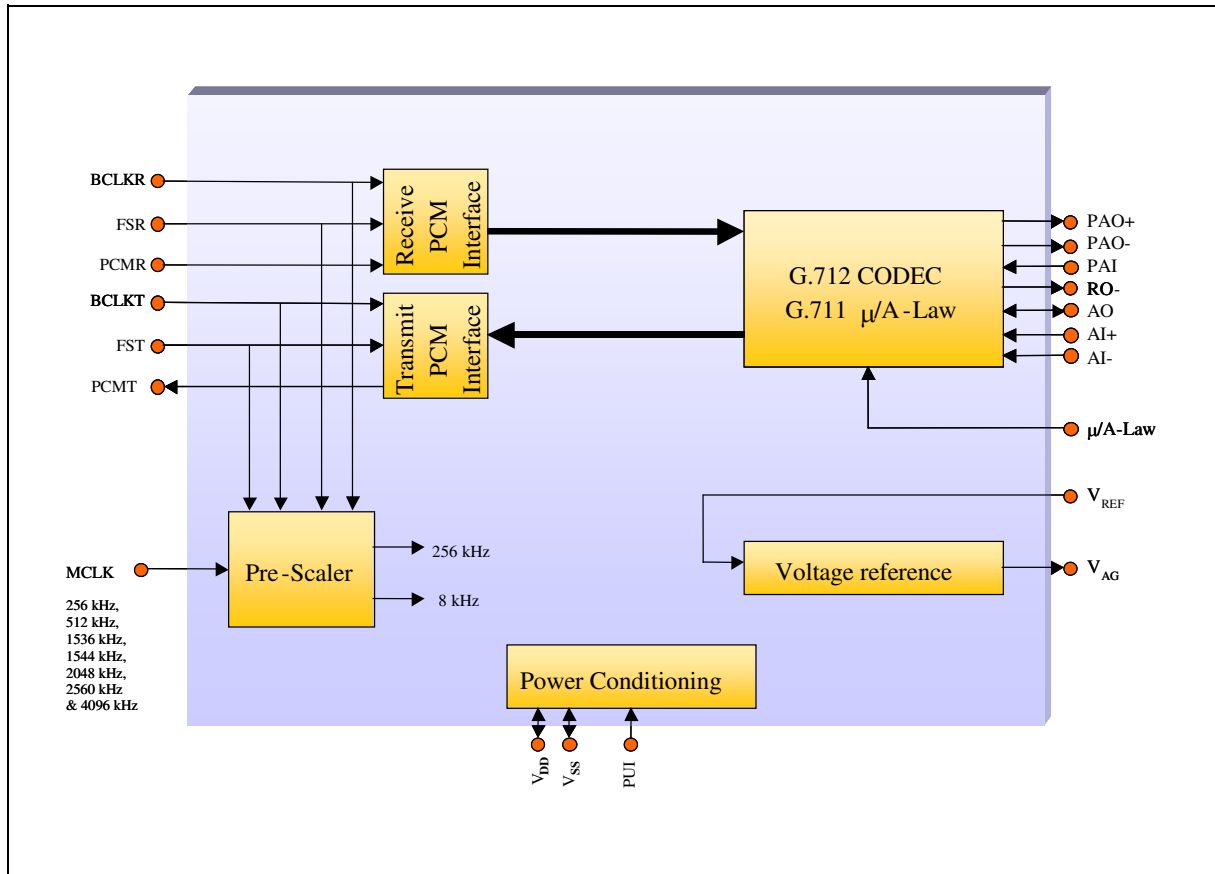 BCLKR
FSR
PCMR
BCLKT
FST
PCMT
Receive
PCM
Interface
Transmit
PCM
Interface
G.712 CODEC
G.711 μ/A-Law
PAO+
PAO-
PAI
RO-
AO
AI+
AI-
μ/A-Law
VREF
VAG
Voltage reference
MCLK
256 kHz,
512 kHz,
1536 kHz,
1544 kHz,
2048 kHz,
2560 kHz
& 4096 kHz
Pre-Scaler
256 kHz
8 kHz
Power Conditioning
VDD
VSS
PUI